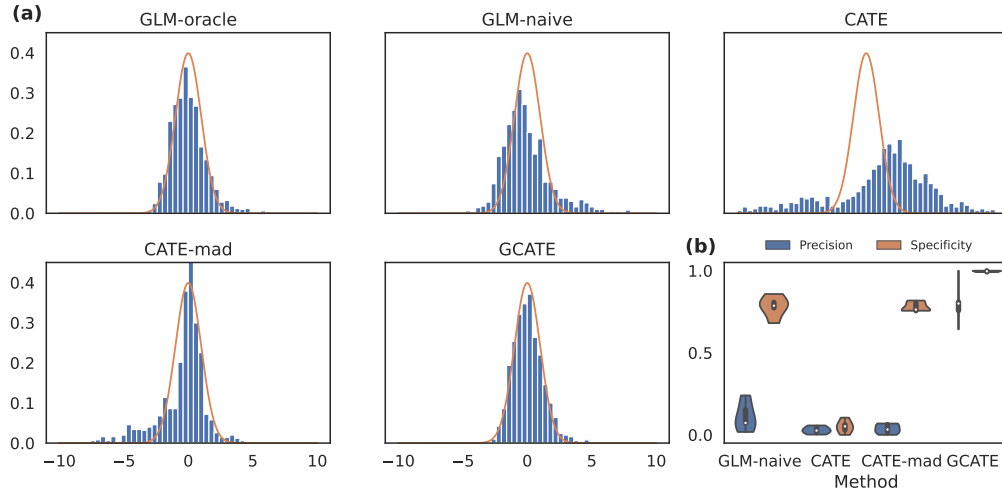 (a)
GLM-oracle
GLM-naive
CATE
0.4
0.3
0.2
0.1
0.0
CATE-mad
GCATE
(b)
Precision
Specificity
0.4
0.3
0.2
0.1
0.0
1.0
0.5
0.0
−10 −5 0 5 10
−10 −5 0 5 10
GLM-naive CATE CATE-mad GCATE
Method